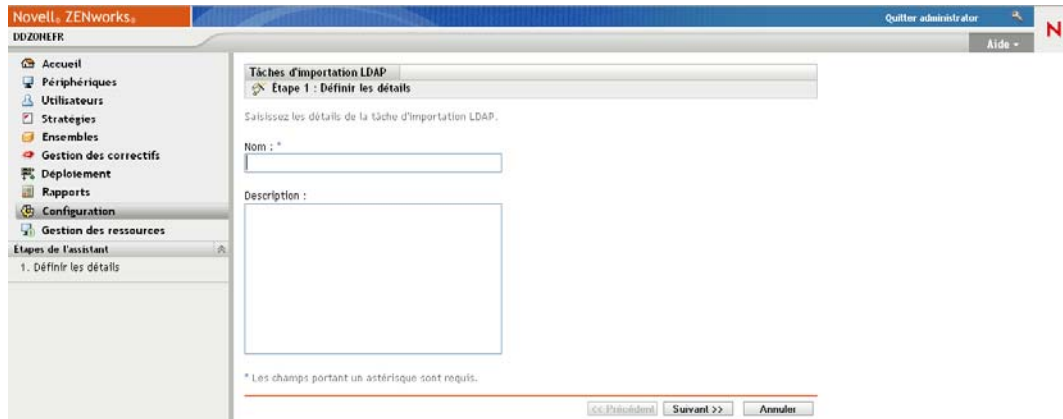 Novell® ZENworks®
Quitter administrator
N
DDZONEFR
Aide
Accueil
Périphériques
Utilisateurs
Stratégies
Ensembles
Gestion des correctifs
Déploiement
Rapports
Configuration
Gestion des ressources
Étapes de l'assistant
1. Définir les détails
Tâches d'importation LDAP
Étape 1 : Définir les détails
Saisissez les détails de la tâche d'importation LDAP.
Nom : *
Description :
* Les champs portant un astérisque sont requis.
<< Précédent
Suivant >>
Annuler